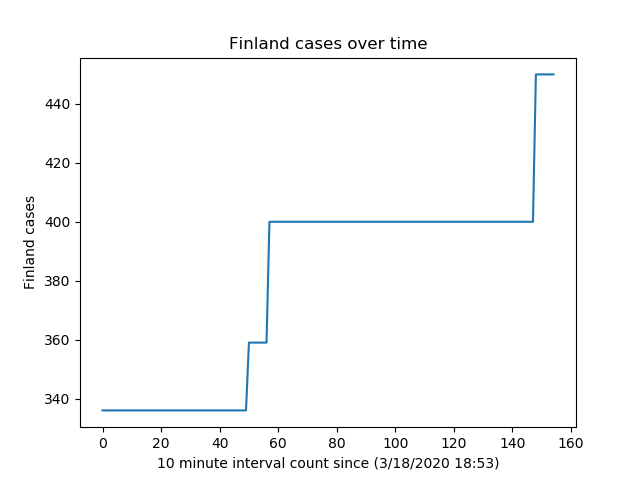 Finland cases over time
Finland cases
440
420
400
380
360
340
0 20 40 60 80 100 120 140 160
10 minute interval count since (3/18/2020 18:53)